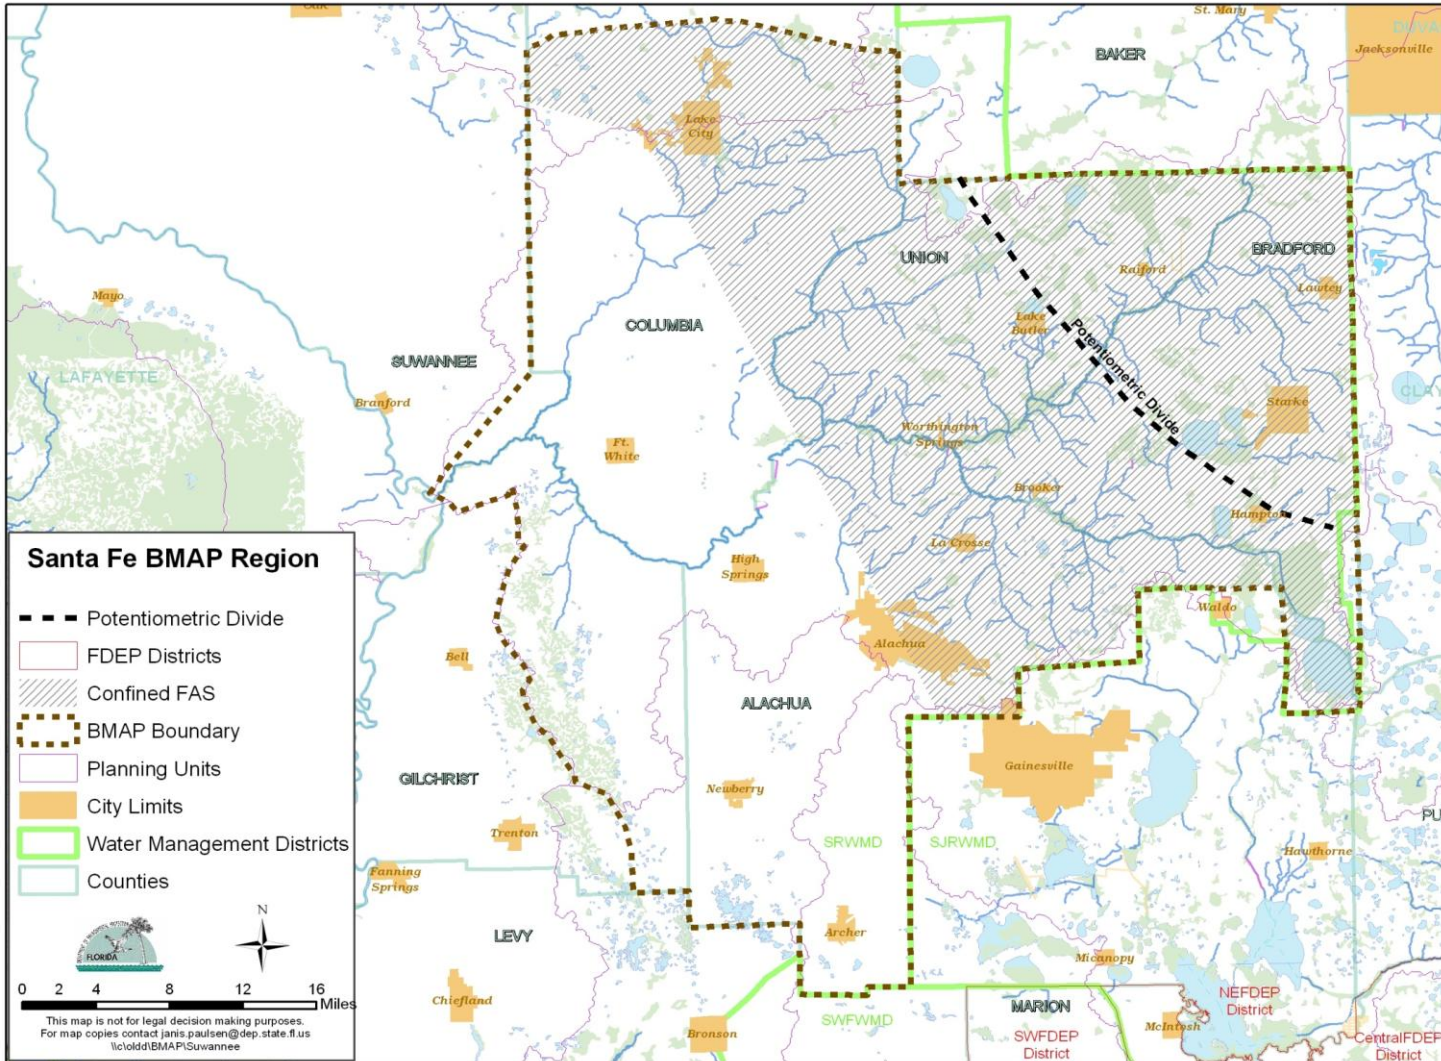 Oak
St. Mary
DUVA
Jacksonville
BAKER
Lake
City
UNION
BRADFORD
Raiford
Lawtey
Mayo
COLUMBIA
Lake
Butler
Potentiometric Divide
SUWANNEE
LAFAYETTE
CLAY
Branford
Starke
Ft.
White
Worthington
Springs
Brooker
Hampton
La Crosse
High
Springs
Waldo
Alachua
Bell
ALACHUA
Gainesville
GILCHRIST
Newberry
Trenton
SRWMD
SJRWMD
PU
Hawthorne
Fanning
Springs
LEVY
Archer
Micanopy
Chiefland
MARION
NEFDEP
District
SWFWMD
Bronson
McIntosh
SWFDEP
District
CentralFDEP
District
Santa Fe BMAP Region
Potentiometric Divide
FDEP Districts
Confined FAS
BMAP Boundary
Planning Units
City Limits
Water Management Districts
Counties
FLORIDA
N
0 2 4 8 12 16
Miles
This map is not for legal decision making purposes.
For map copies contact janis.paulsen@dep.state.fl.us
\\c\oldd\BMAP\Suwannee